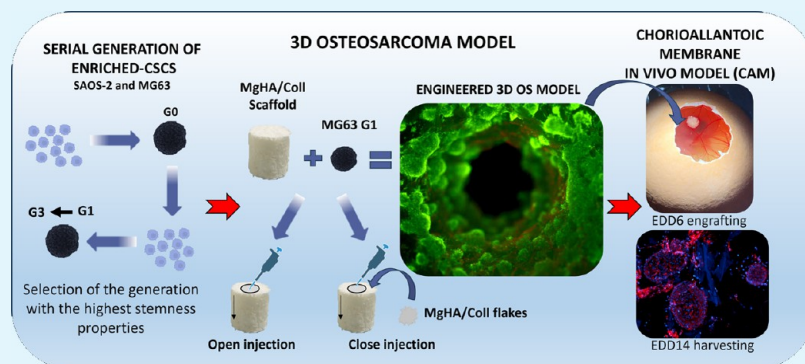 SERIAL GENERATION OF
ENRICHED-CSCS
SAOS-2 and MG63
G0
G3
G1
Selection of the generation
with the highest stemness
properties
3D OSTEOSARCOMA MODEL
MgHA/Coll
Scaffold
MG63 G1
+
=
ENGINEERED 3D OS MODEL
Open injection
Close injection
MgHA/Coll flakes
CHORIOALLANTOIC
MEMBRANE
IN VIVO MODEL (CAM)
EDD6 engrafting
EDD14 harvesting